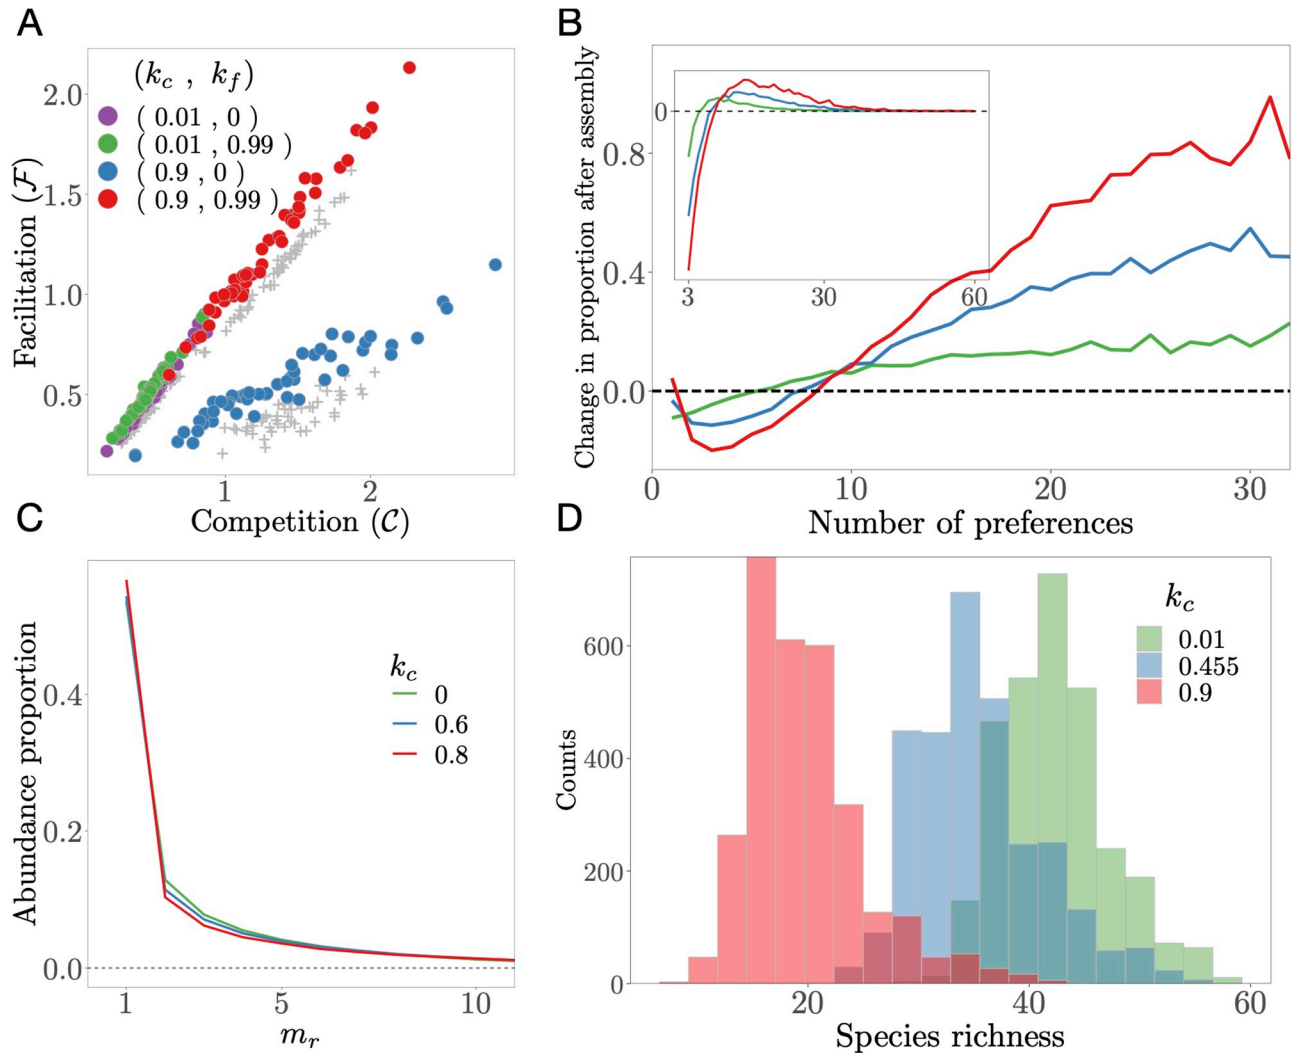 A
(k_c , k_f)
( 0.01 , 0 )
( 0.01 , 0.99 )
( 0.9 , 0 )
( 0.9 , 0.99 )
Facilitation (ℱ)
2.0
1.5
1.0
0.5
1
2
Competition (𝒞)
B
Change in proportion after assembly
0.8
0.4
0.0
0
3
30
60
0
10
20
30
Number of preferences
C
Abundance proportion
0.4
0.2
0.0
k_c
0
0.6
0.8
1
5
10
m_r
D
Counts
600
400
200
0
k_c
0.01
0.455
0.9
20
40
60
Species richness